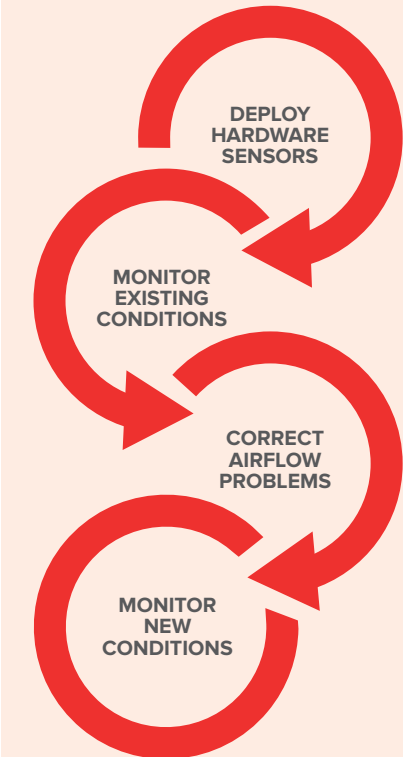 DEPLOY
HARDWARE
SENSORS
MONITOR
EXISTING
CONDITIONS
CORRECT
AIRFLOW
PROBLEMS
MONITOR
NEW
CONDITIONS